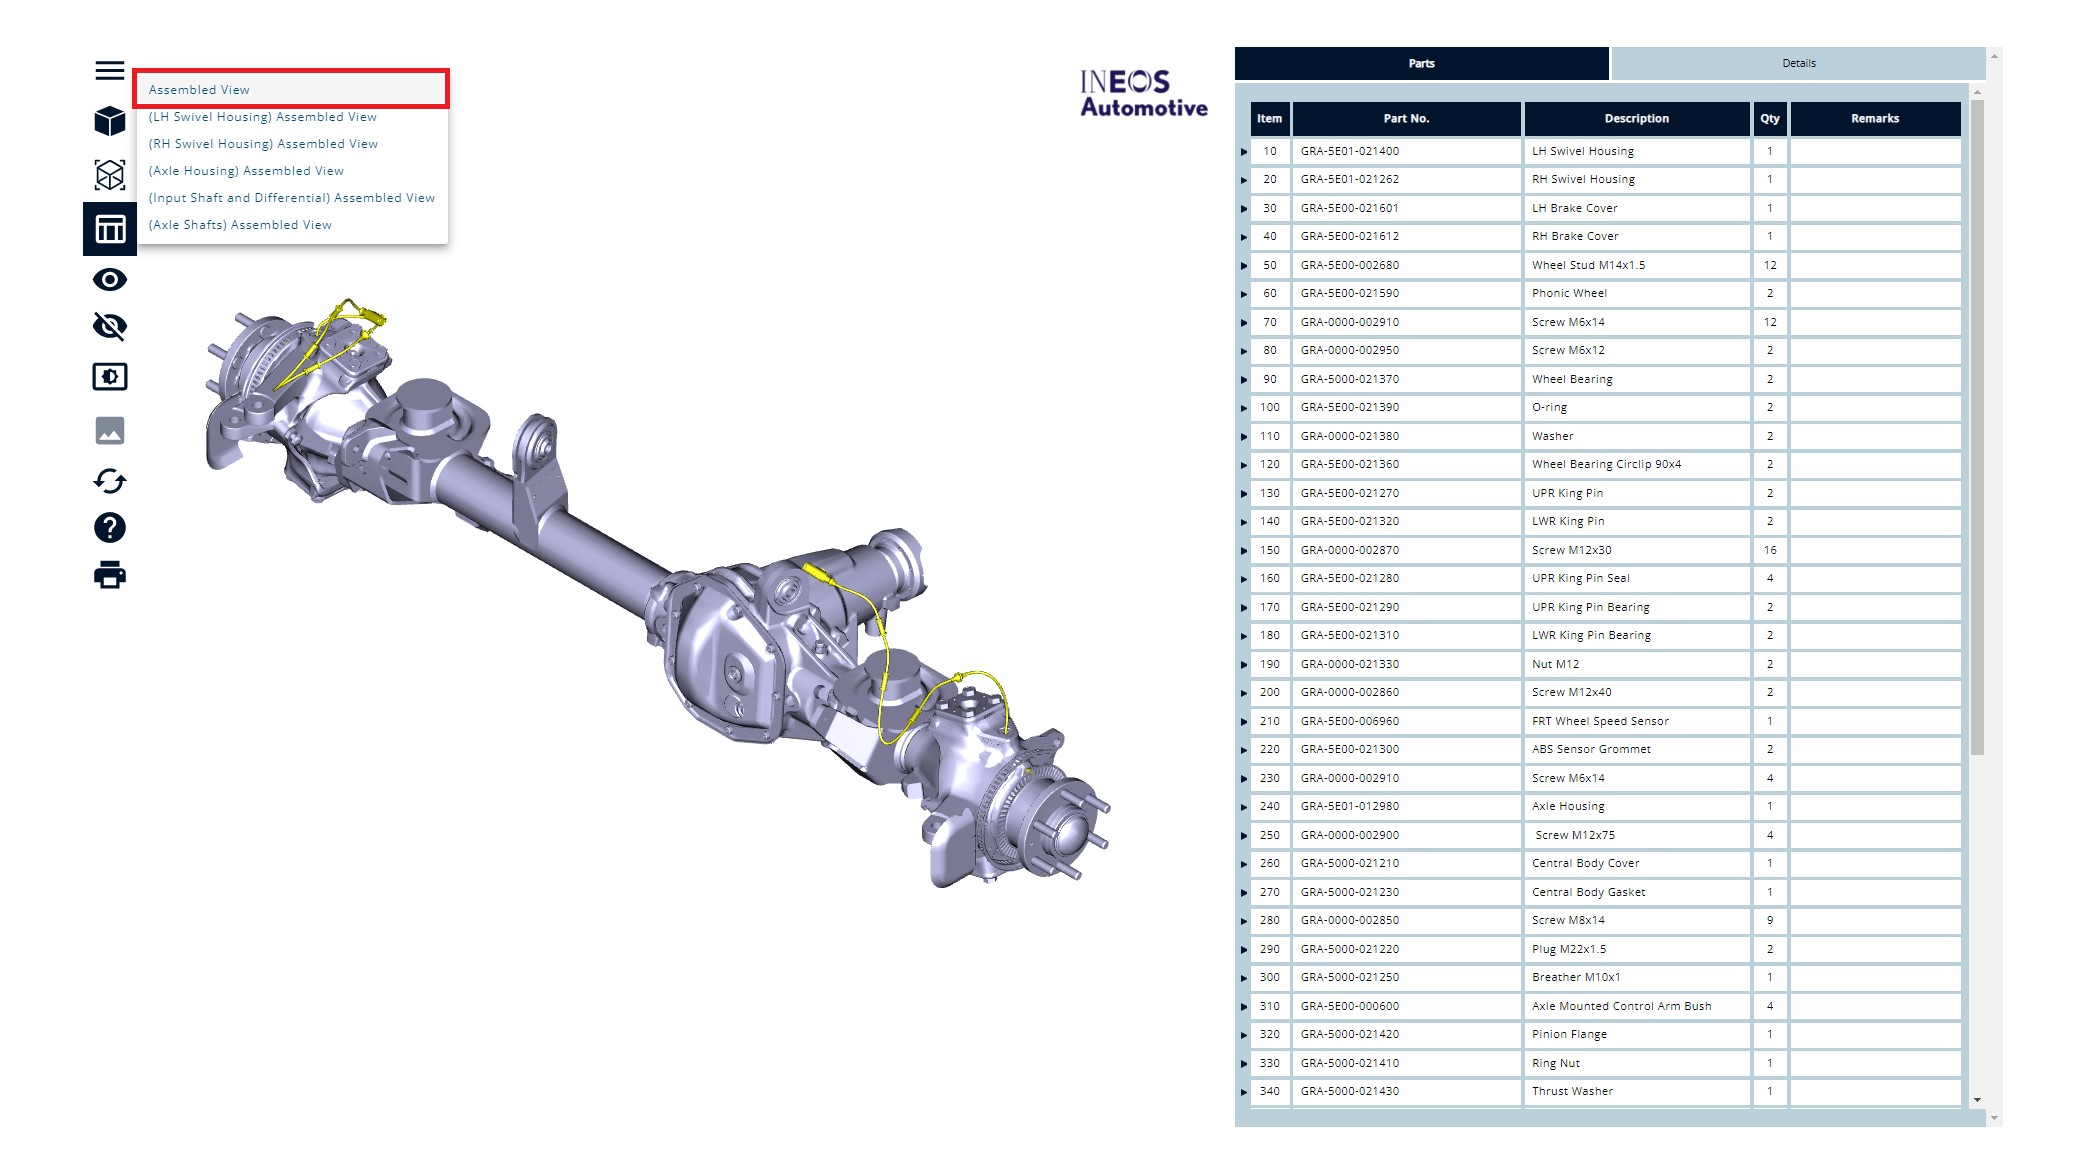 Assembled View
(LH Swivel Housing) Assembled View
(RH Swivel Housing) Assembled View
(Axle Housing) Assembled View
(Input Shaft and Differential) Assembled View
(Axle Shafts) Assembled View
INEOS
Automotive
Parts Details
Item Part No. Description Qty Remarks
10 GRA-5E01-021400 LH Swivel Housing 1
20 GRA-5E01-021262 RH Swivel Housing 1
30 GRA-5E00-021601 LH Brake Cover 1
40 GRA-5E00-021612 RH Brake Cover 1
50 GRA-5E00-002680 Wheel Stud M14x1.5 12
60 GRA-5E00-021590 Phonic Wheel 2
70 GRA-0000-002910 Screw M6x14 12
80 GRA-0000-002950 Screw M6x12 2
90 GRA-5000-021370 Wheel Bearing 2
100 GRA-5E00-021390 O-ring 2
110 GRA-0000-021380 Washer 2
120 GRA-5E00-021360 Wheel Bearing Circlip 90x4 2
130 GRA-5E00-021270 UPR King Pin 2
140 GRA-5E00-021320 LWR King Pin 2
150 GRA-0000-002870 Screw M12x30 16
160 GRA-5E00-021280 UPR King Pin Seal 4
170 GRA-5E00-021290 UPR King Pin Bearing 2
180 GRA-5E00-021310 LWR King Pin Bearing 2
190 GRA-0000-021330 Nut M12 2
200 GRA-0000-002860 Screw M12x40 2
210 GRA-5E00-006960 FRT Wheel Speed Sensor 1
220 GRA-5E00-021300 ABS Sensor Grommet 2
230 GRA-0000-002910 Screw M6x14 4
240 GRA-5E01-012980 Axle Housing 1
250 GRA-0000-002900 Screw M12x75 4
260 GRA-5000-021210 Central Body Cover 1
270 GRA-5000-021230 Central Body Gasket 1
280 GRA-0000-002850 Screw M8x14 9
290 GRA-5000-021220 Plug M22x1.5 2
300 GRA-5000-021250 Breather M10x1 1
310 GRA-5E00-000600 Axle Mounted Control Arm Bush 4
320 GRA-5000-021420 Pinion Flange 1
330 GRA-5000-021410 Ring Nut 1
340 GRA-5000-021430 Thrust Washer 1